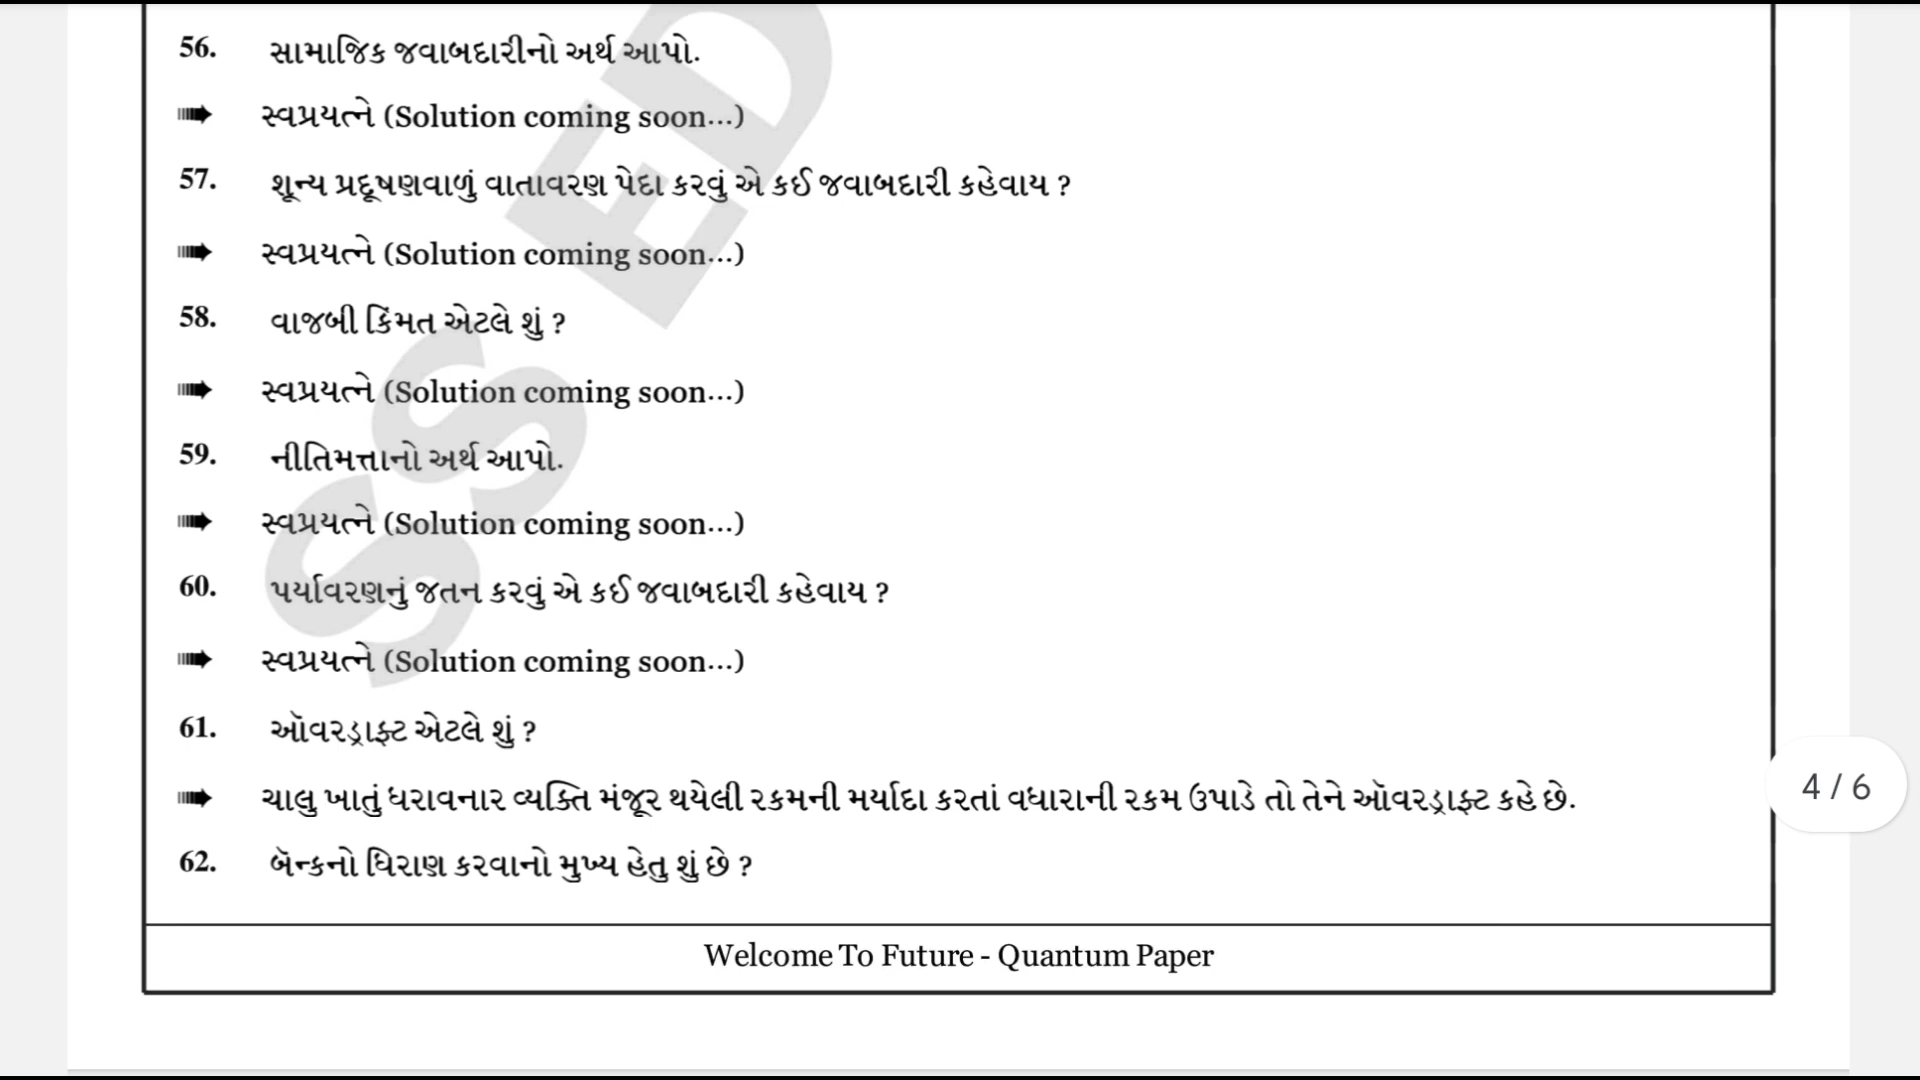 56. સામાજિક જવાબદારીનો અર્થ આપો.
➠ સ્વપ્રયત્ને (Solution coming soon...)
57. શૂન્ય પ્રદૂષણવાળું વાતાવરણ પેદા કરવું એ કઈ જવાબદારી કહેવાય ?
➠ સ્વપ્રયત્ને (Solution coming soon...)
58. વાજબી કિંમત એટલે શું ?
➠ સ્વપ્રયત્ને (Solution coming soon...)
59. નીતિમત્તાનો અર્થ આપો.
➠ સ્વપ્રયત્ને (Solution coming soon...)
60. પર્યાવરણનું જતન કરવું એ કઈ જવાબદારી કહેવાય ?
➠ સ્વપ્રયત્ને (Solution coming soon...)
61. ઑવરડ્રાફ્ટ એટલે શું ?
➠ ચાલુ ખાતું ધરાવનાર વ્યક્તિ મંજૂર થયેલી રકમની મર્યાદા કરતાં વધારાની રકમ ઉપાડે તો તેને ઑવરડ્રાફ્ટ કહે છે.
4 / 6
62. બૅન્કનો ધિરાણ કરવાનો મુખ્ય હેતુ શું છે ?
Welcome To Future - Quantum Paper
SS ED